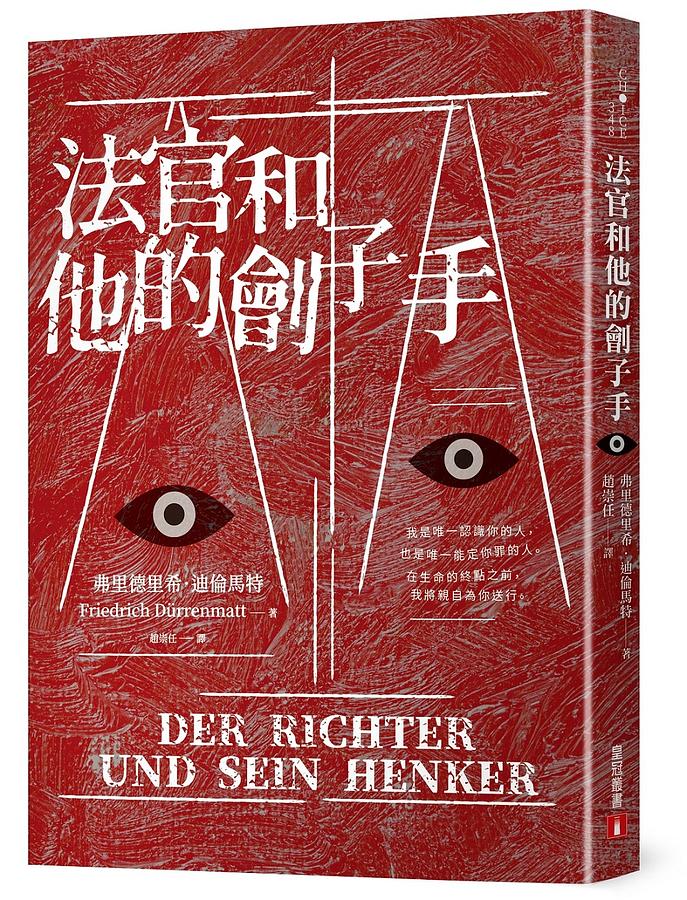 法官和
他的劊子手
弗里德里希·迪倫馬特
Friedrich Dürrenmatt — 著
趙崇任 — 譯
我是唯一認識你的人，
也是唯一能定你罪的人。
在生命的終點之前，
我將親自為你送行。
DER RICHTER
UND SEIN HENKER
CHOICE
348
法官和他的劊子手
弗里德里希·迪倫馬特 — 著
趙崇任 — 譯
皇冠叢書